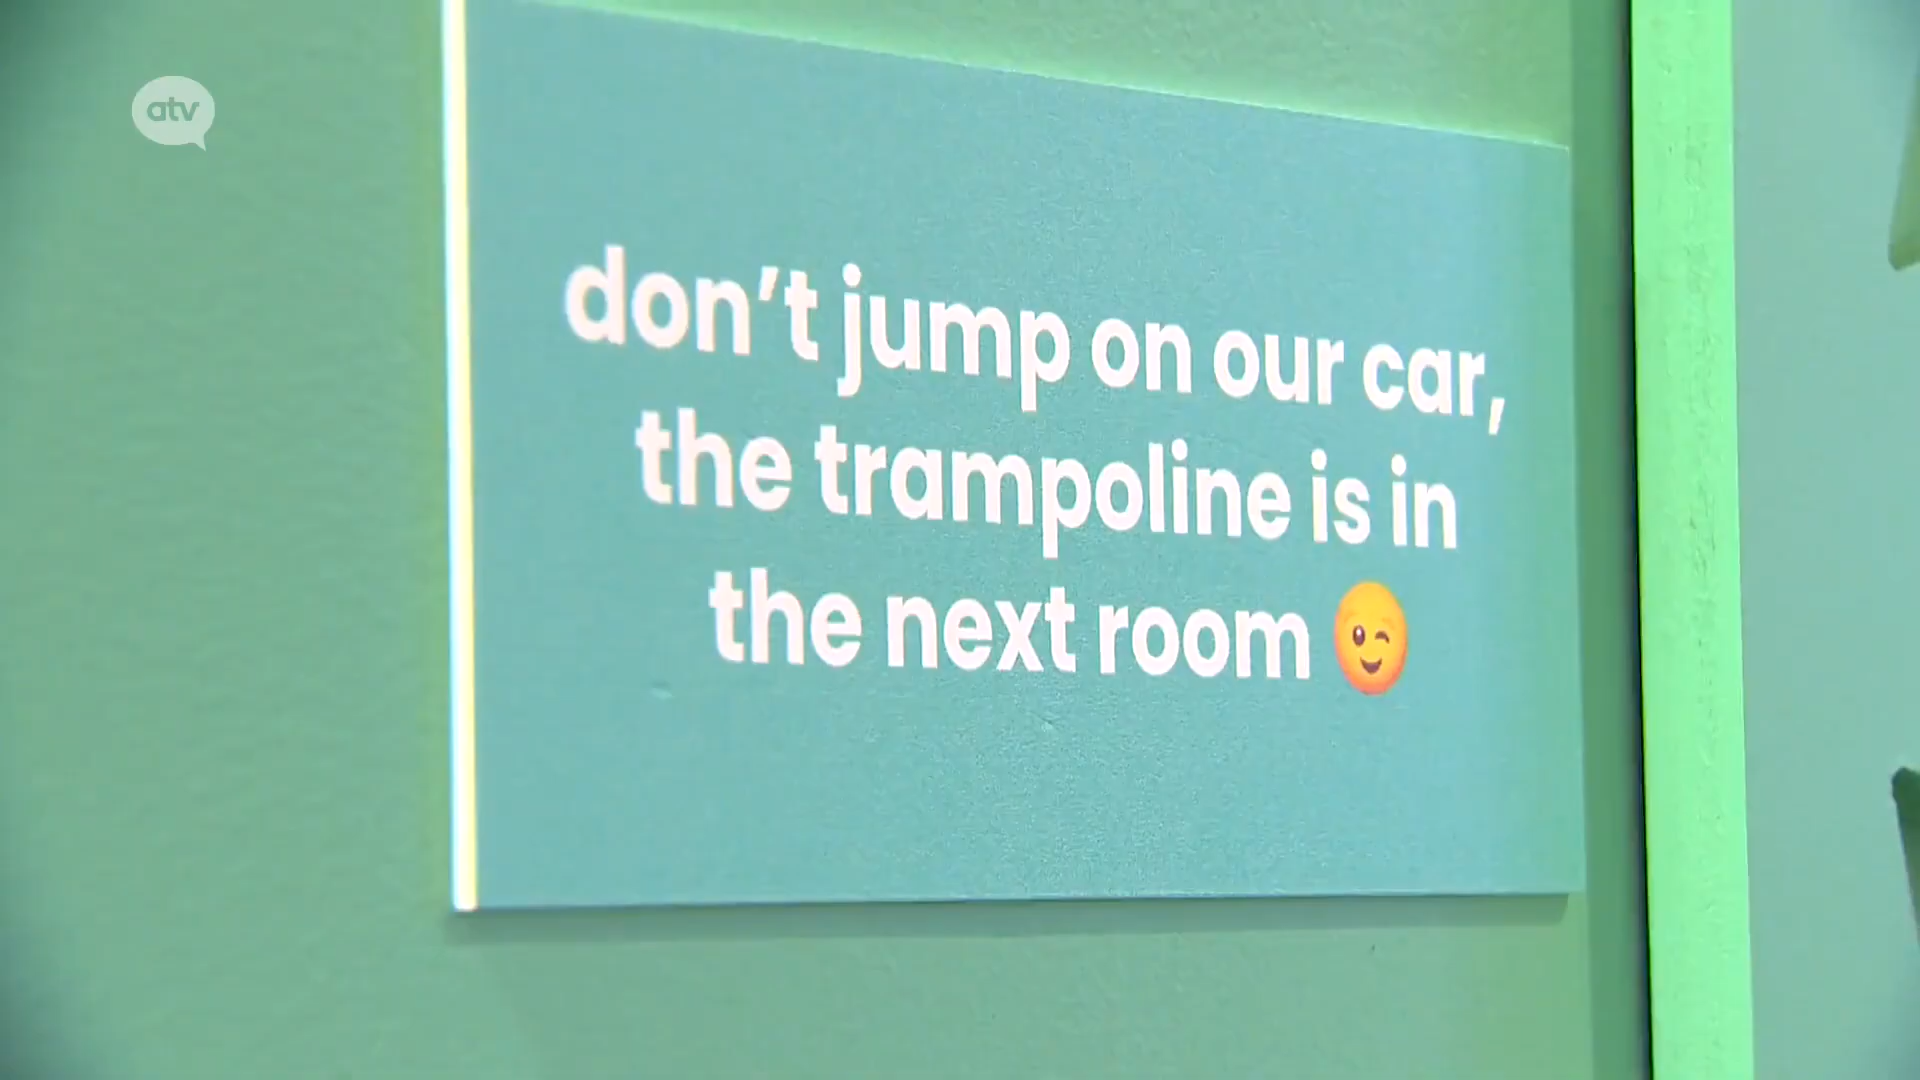 atv
don't jump on our car,
the trampoline is in
the next room 😉